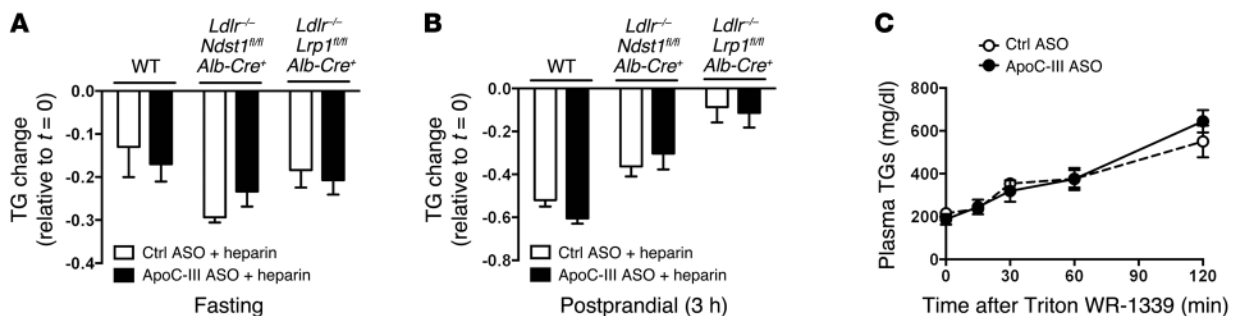 A
WT
Ldlr⁻/⁻
Ndst1fl/fl
Alb-Cre⁺
Ldlr⁻/⁻
Lrp1fl/fl
Alb-Cre⁺
TG change
(relative to t = 0)
0.0
-0.1
-0.2
-0.3
-0.4
Ctrl ASO + heparin
ApoC-III ASO + heparin
Fasting
B
WT
Ldlr⁻/⁻
Ndst1fl/fl
Alb-Cre⁺
Ldlr⁻/⁻
Lrp1fl/fl
Alb-Cre⁺
TG change
(relative to t = 0)
0.0
-0.2
-0.4
-0.6
-0.8
Ctrl ASO + heparin
ApoC-III ASO + heparin
Postprandial (3 h)
C
Ctrl ASO
ApoC-III ASO
Plasma TGs (mg/dl)
800
600
400
200
0
0 30 60 90 120
Time after Triton WR-1339 (min)